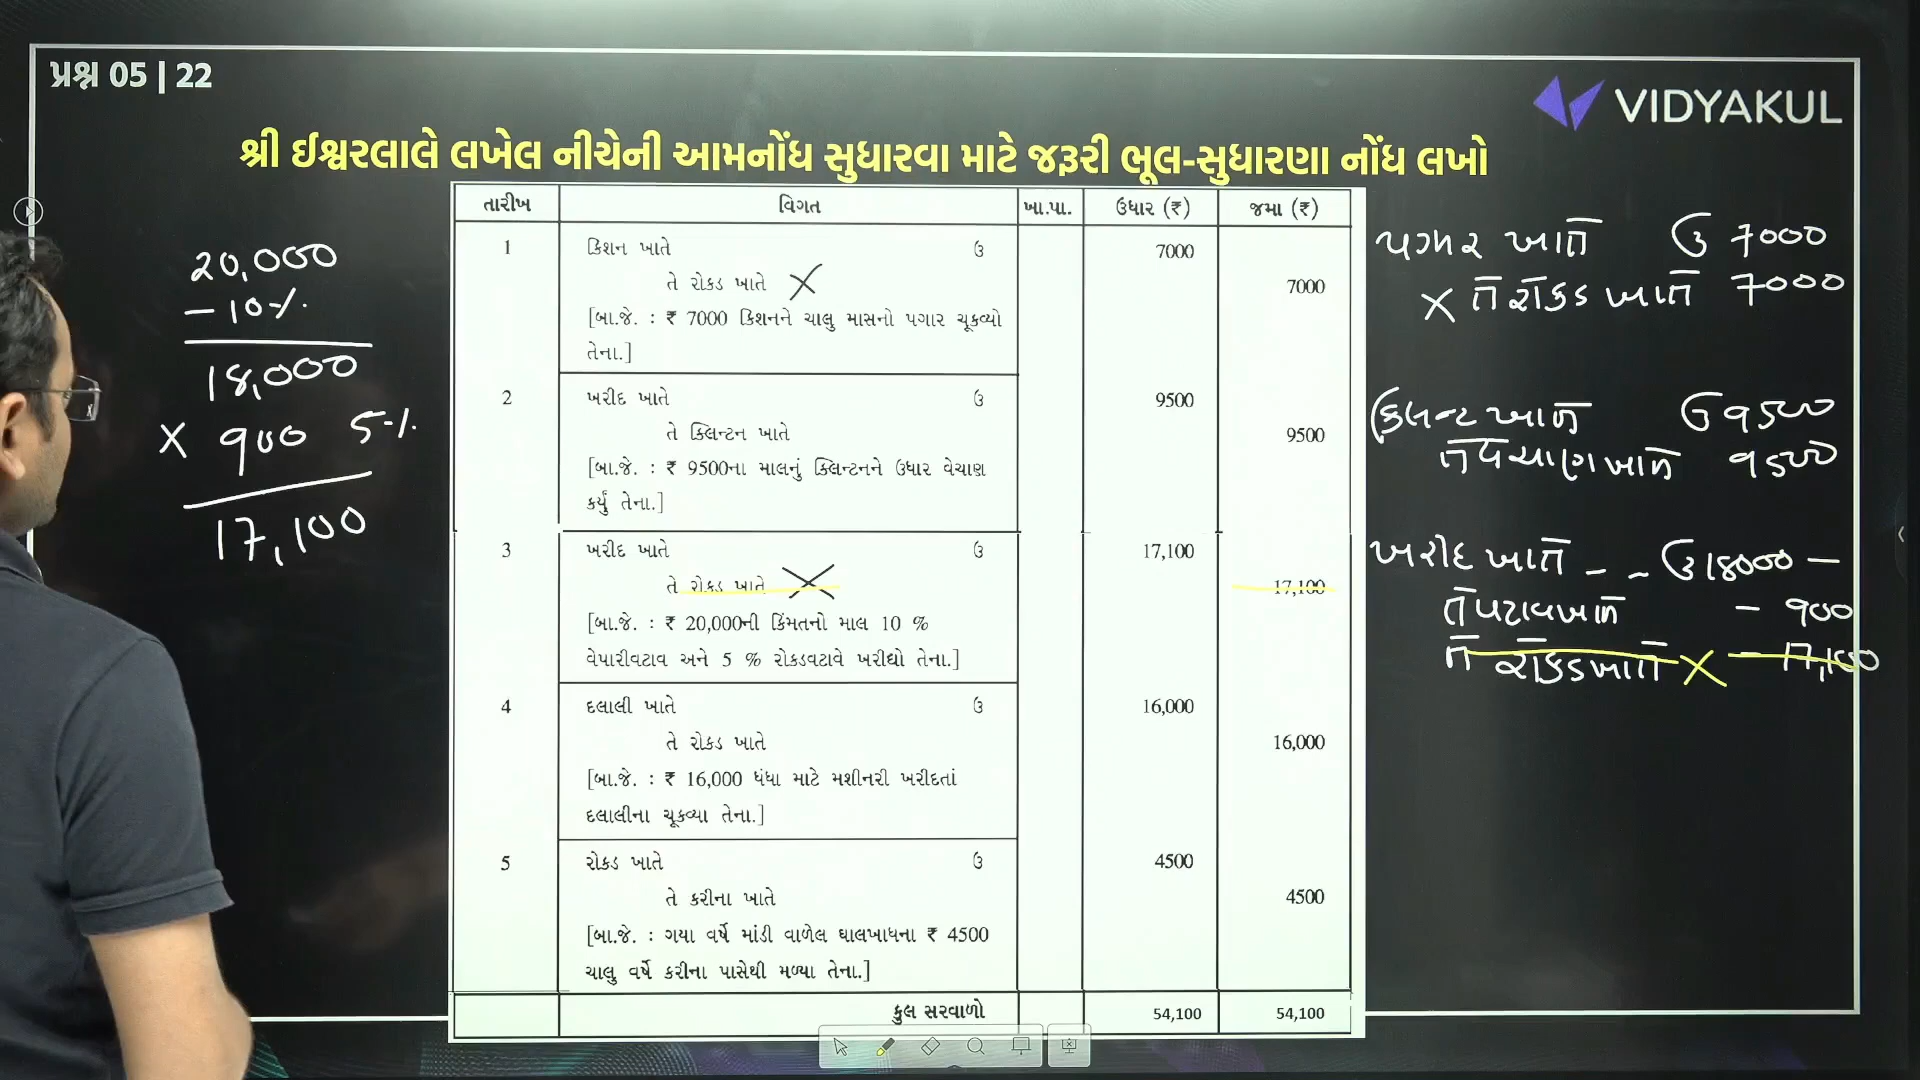 પ્રશ્ન 05 | 22
VIDYAKUL
શ્રી ઈશ્વરલાલે લખેલ નીચેની આમનોંધ સુધારવા માટે જરૂરી ભૂલ-સુધારણા નોંધ લખો
તારીખ વિગત ખા.પા. ઉધાર (₹) જમા (₹)
1 કિશન ખાતે ઉ 7000
તે રોકડ ખાતે 7000
[બા.જે. : ₹ 7000 કિશનને ચાલુ માસનો પગાર ચૂકવ્યો
તેના.]
2 ખરીદ ખાતે ઉ 9500
તે ક્લિન્ટન ખાતે 9500
[બા.જે. : ₹ 9500ના માલનું ક્લિન્ટનને ઉધાર વેચાણ
કર્યું તેના.]
3 ખરીદ ખાતે ઉ 17,100
તે રોકડ ખાતે 17,100
[બા.જે. : ₹ 20,000ની કિંમતનો માલ 10 %
વેપારીવટાવ અને 5 % રોકડવટાવે ખરીદ્યો તેના.]
4 દલાલી ખાતે ઉ 16,000
તે રોકડ ખાતે 16,000
[બા.જે. : ₹ 16,000 ધંધા માટે મશીનરી ખરીદતાં
દલાલીના ચૂકવ્યા તેના.]
5 રોકડ ખાતે ઉ 4500
તે કરીના ખાતે 4500
[બા.જે. : ગયા વર્ષે માંડી વાળેલ ઘાલખાધના ₹ 4500
ચાલુ વર્ષે કરીના પાસેથી મળ્યા તેના.]
કુલ સરવાળો 54,100 54,100
20,000
- 10%
18,000
X 900 5%
17,100
પગાર ખાતે ઉ 7000
X તે રોકડ ખાતે 7000
ખાતે ઉ 9500
તે વેચાણ ખાતે 9500
ખરીદ ખાતે - - ઉ 18000 -
તે વટાવ ખાતે - 900
તે રોકડ ખાતે X - 17,100